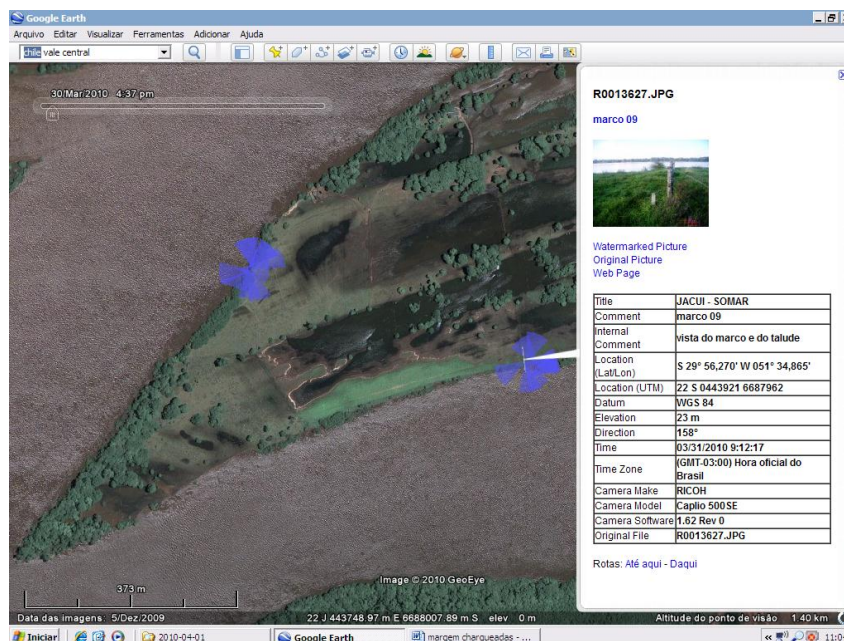 Google Earth
Arquivo Editar Visualizar Ferramentas Adicionar Ajuda
chile vale central
30/Mar/2010 4:37 pm
R0013627.JPG
marco 09
Watermarked Picture
Original Picture
Web Page
Title JACUI - SOMAR
Comment marco 09
Internal Comment vista do marco e do talude
Location (Lat/Lon) S 29° 56,270' W 051° 34,865'
Location (UTM) 22 S 0443921 6687962
Datum WGS 84
Elevation 23 m
Direction 158°
Time 03/31/2010 9:12:17
Time Zone (GMT-03:00) Hora oficial do Brasil
Camera Make RICOH
Camera Model Caplio 500SE
Camera Software 1.62 Rev 0
Original File R0013627.JPG
Rotas: Até aqui - Daqui
373 m
Image © 2010 GeoEye
Data das imagens: 5/Dez/2009 22 J 443748.97 m E 6688007.89 m S elev 0 m Altitude do ponto de visão 1.40 km
Iniciar 2010-04-01 Google Earth margem charqueadas - ... 11:0